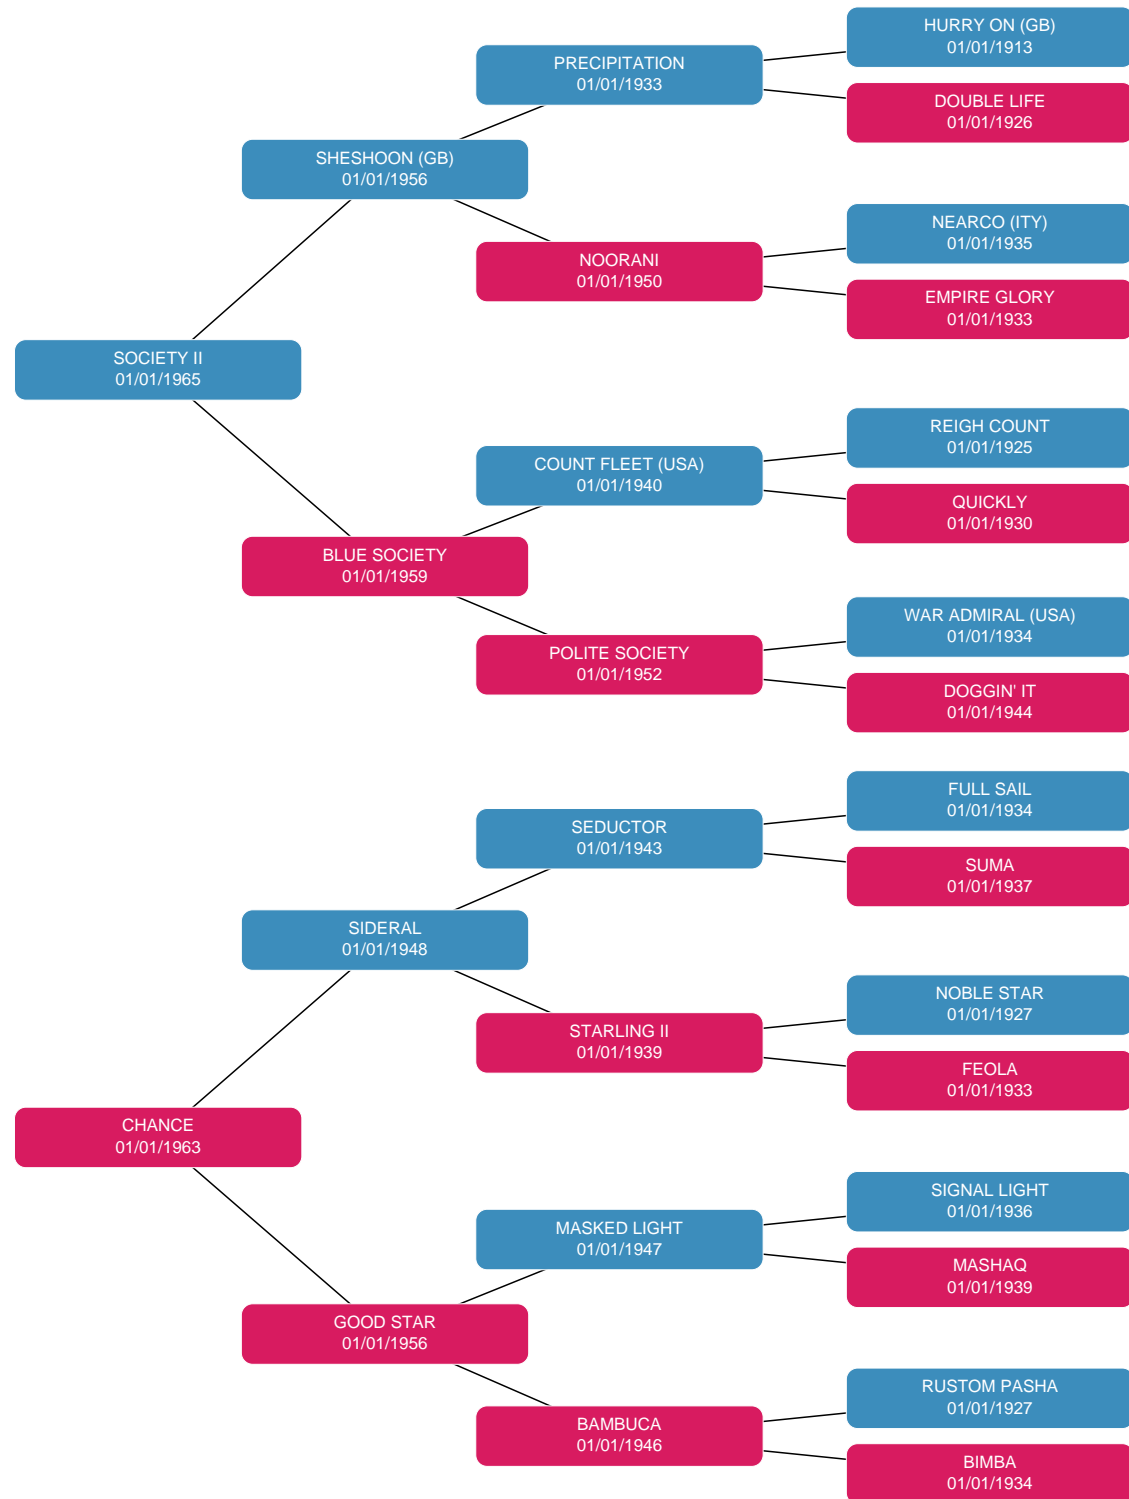 HURRY ON (GB)
01/01/1913
PRECIPITATION
01/01/1933
DOUBLE LIFE
01/01/1926
SHESHOON (GB)
01/01/1956
NEARCO (ITY)
01/01/1935
NOORANI
01/01/1950
EMPIRE GLORY
01/01/1933
SOCIETY II
01/01/1965
REIGH COUNT
01/01/1925
COUNT FLEET (USA)
01/01/1940
QUICKLY
01/01/1930
BLUE SOCIETY
01/01/1959
WAR ADMIRAL (USA)
01/01/1934
POLITE SOCIETY
01/01/1952
DOGGIN' IT
01/01/1944
FULL SAIL
01/01/1934
SEDUCTOR
01/01/1943
SUMA
01/01/1937
SIDERAL
01/01/1948
NOBLE STAR
01/01/1927
STARLING II
01/01/1939
FEOLA
01/01/1933
CHANCE
01/01/1963
SIGNAL LIGHT
01/01/1936
MASKED LIGHT
01/01/1947
MASHAQ
01/01/1939
GOOD STAR
01/01/1956
RUSTOM PASHA
01/01/1927
BAMBUCA
01/01/1946
BIMBA
01/01/1934